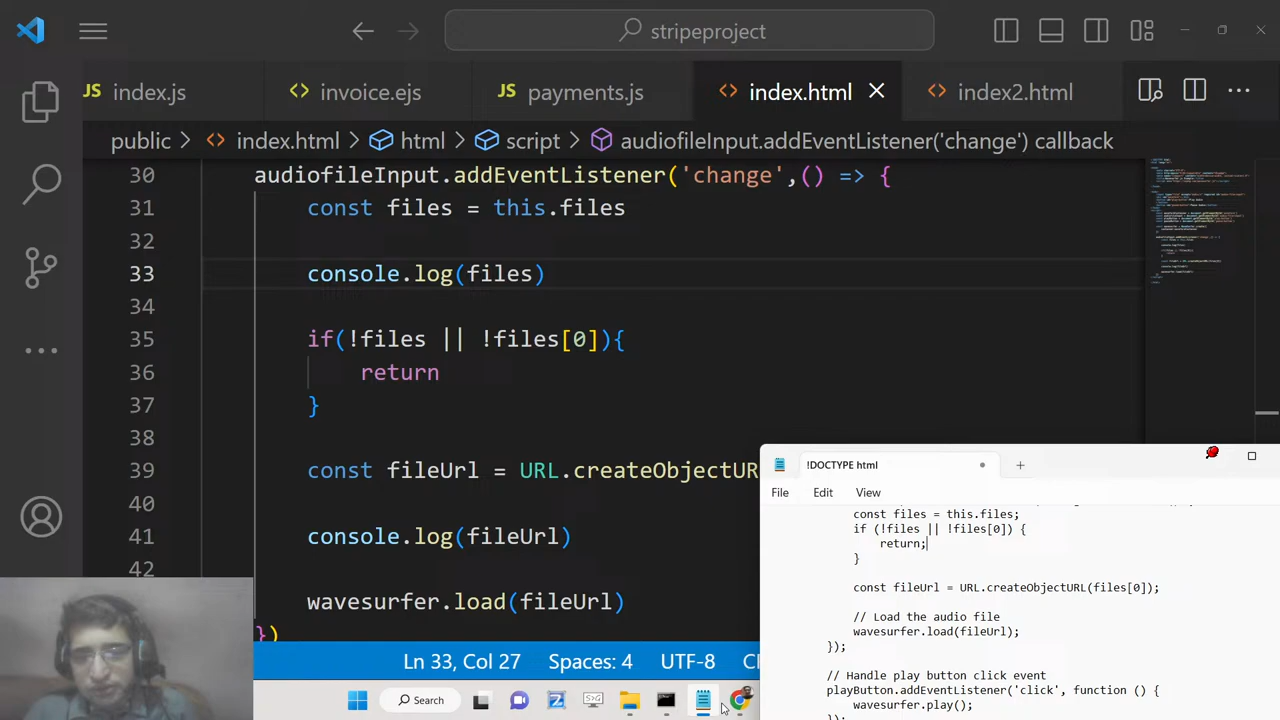 stripeproject
JS index.js
<> invoice.ejs
JS payments.js
<> index.html
<> index2.html
public > <> index.html > html > script > audiofileInput.addEventListener('change') callback
30 audiofileInput.addEventListener('change',() => {
31 const files = this.files
32
33 console.log(files)
34
35 if(!files || !files[0]){
36 return
37 }
38
39 const fileUrl = URL.createObjectUR
40
41 console.log(fileUrl)
42
wavesurfer.load(fileUrl)
})
Ln 33, Col 27 Spaces: 4 UTF-8
Search
!DOCTYPE html
File Edit View
const files = this.files;
if (!files || !files[0]) {
return;
}
const fileUrl = URL.createObjectURL(files[0]);
// Load the audio file
wavesurfer.load(fileUrl);
});
// Handle play button click event
playButton.addEventListener('click', function () {
wavesurfer.play();